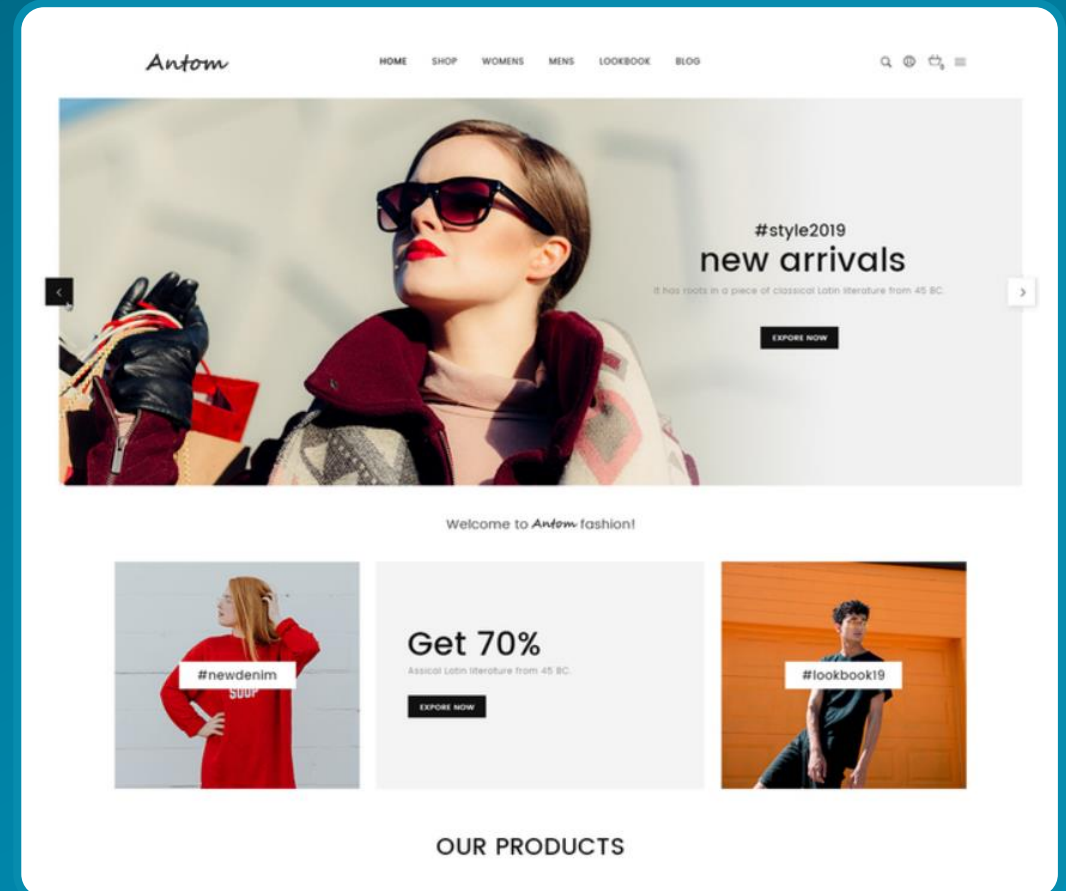 Antom
HOME SHOP WOMENS MENS LOOKBOOK BLOG
0
#style2019
new arrivals
It has roots in a piece of classical Latin literature from 45 BC.
EXPORE NOW
Welcome to Antom fashion!
#newdenim
SOUP
Get 70%
Assical Latin literature from 45 BC.
EXPORE NOW
#lookbook19
OUR PRODUCTS